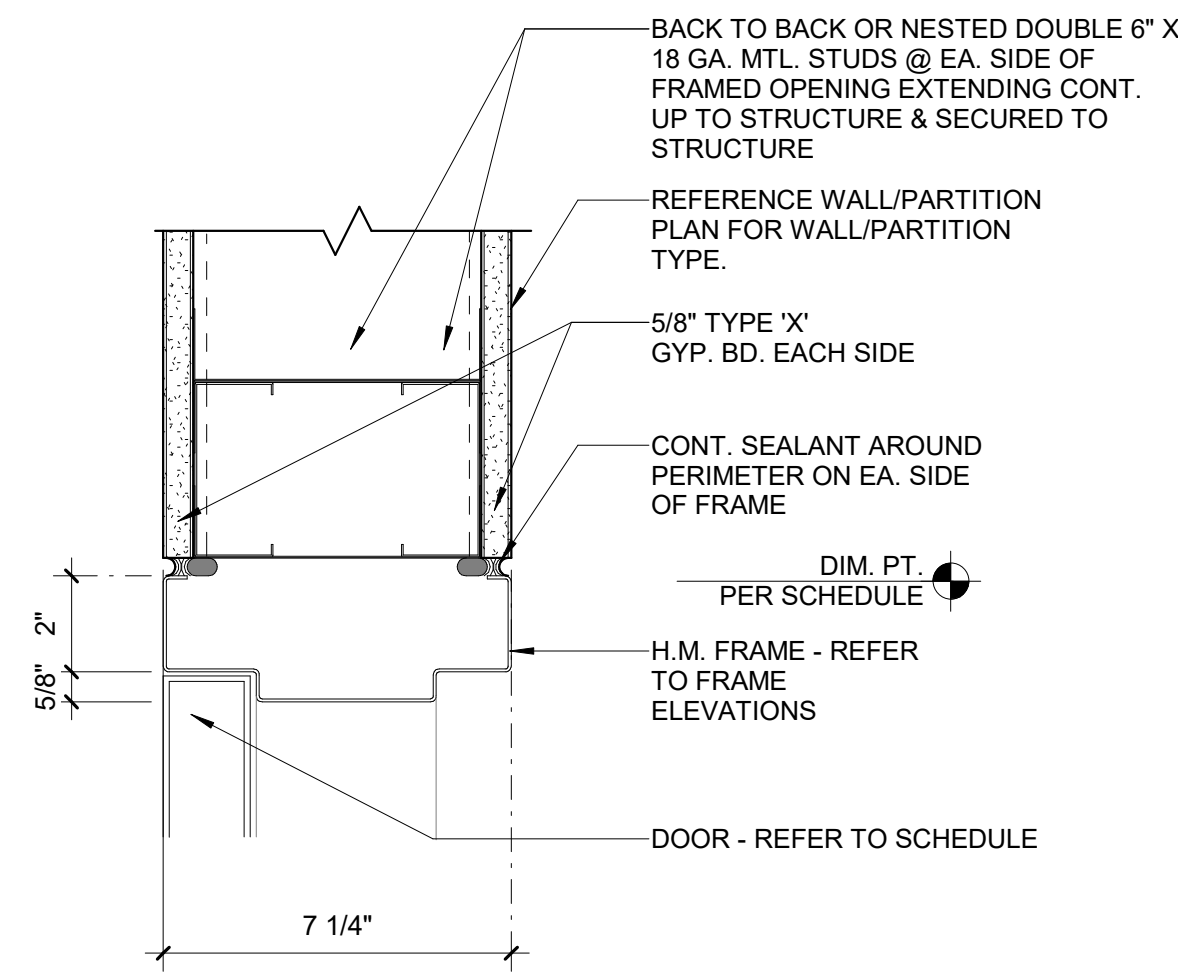 BACK TO BACK OR NESTED DOUBLE 6" X
18 GA. MTL. STUDS @ EA. SIDE OF
FRAMED OPENING EXTENDING CONT.
UP TO STRUCTURE & SECURED TO
STRUCTURE
REFERENCE WALL/PARTITION
PLAN FOR WALL/PARTITION
TYPE.
5/8" TYPE 'X'
GYP. BD. EACH SIDE
CONT. SEALANT AROUND
PERIMETER ON EA. SIDE
OF FRAME
DIM. PT.
PER SCHEDULE
2"
5/8"
H.M. FRAME - REFER
TO FRAME
ELEVATIONS
DOOR - REFER TO SCHEDULE
7 1/4"